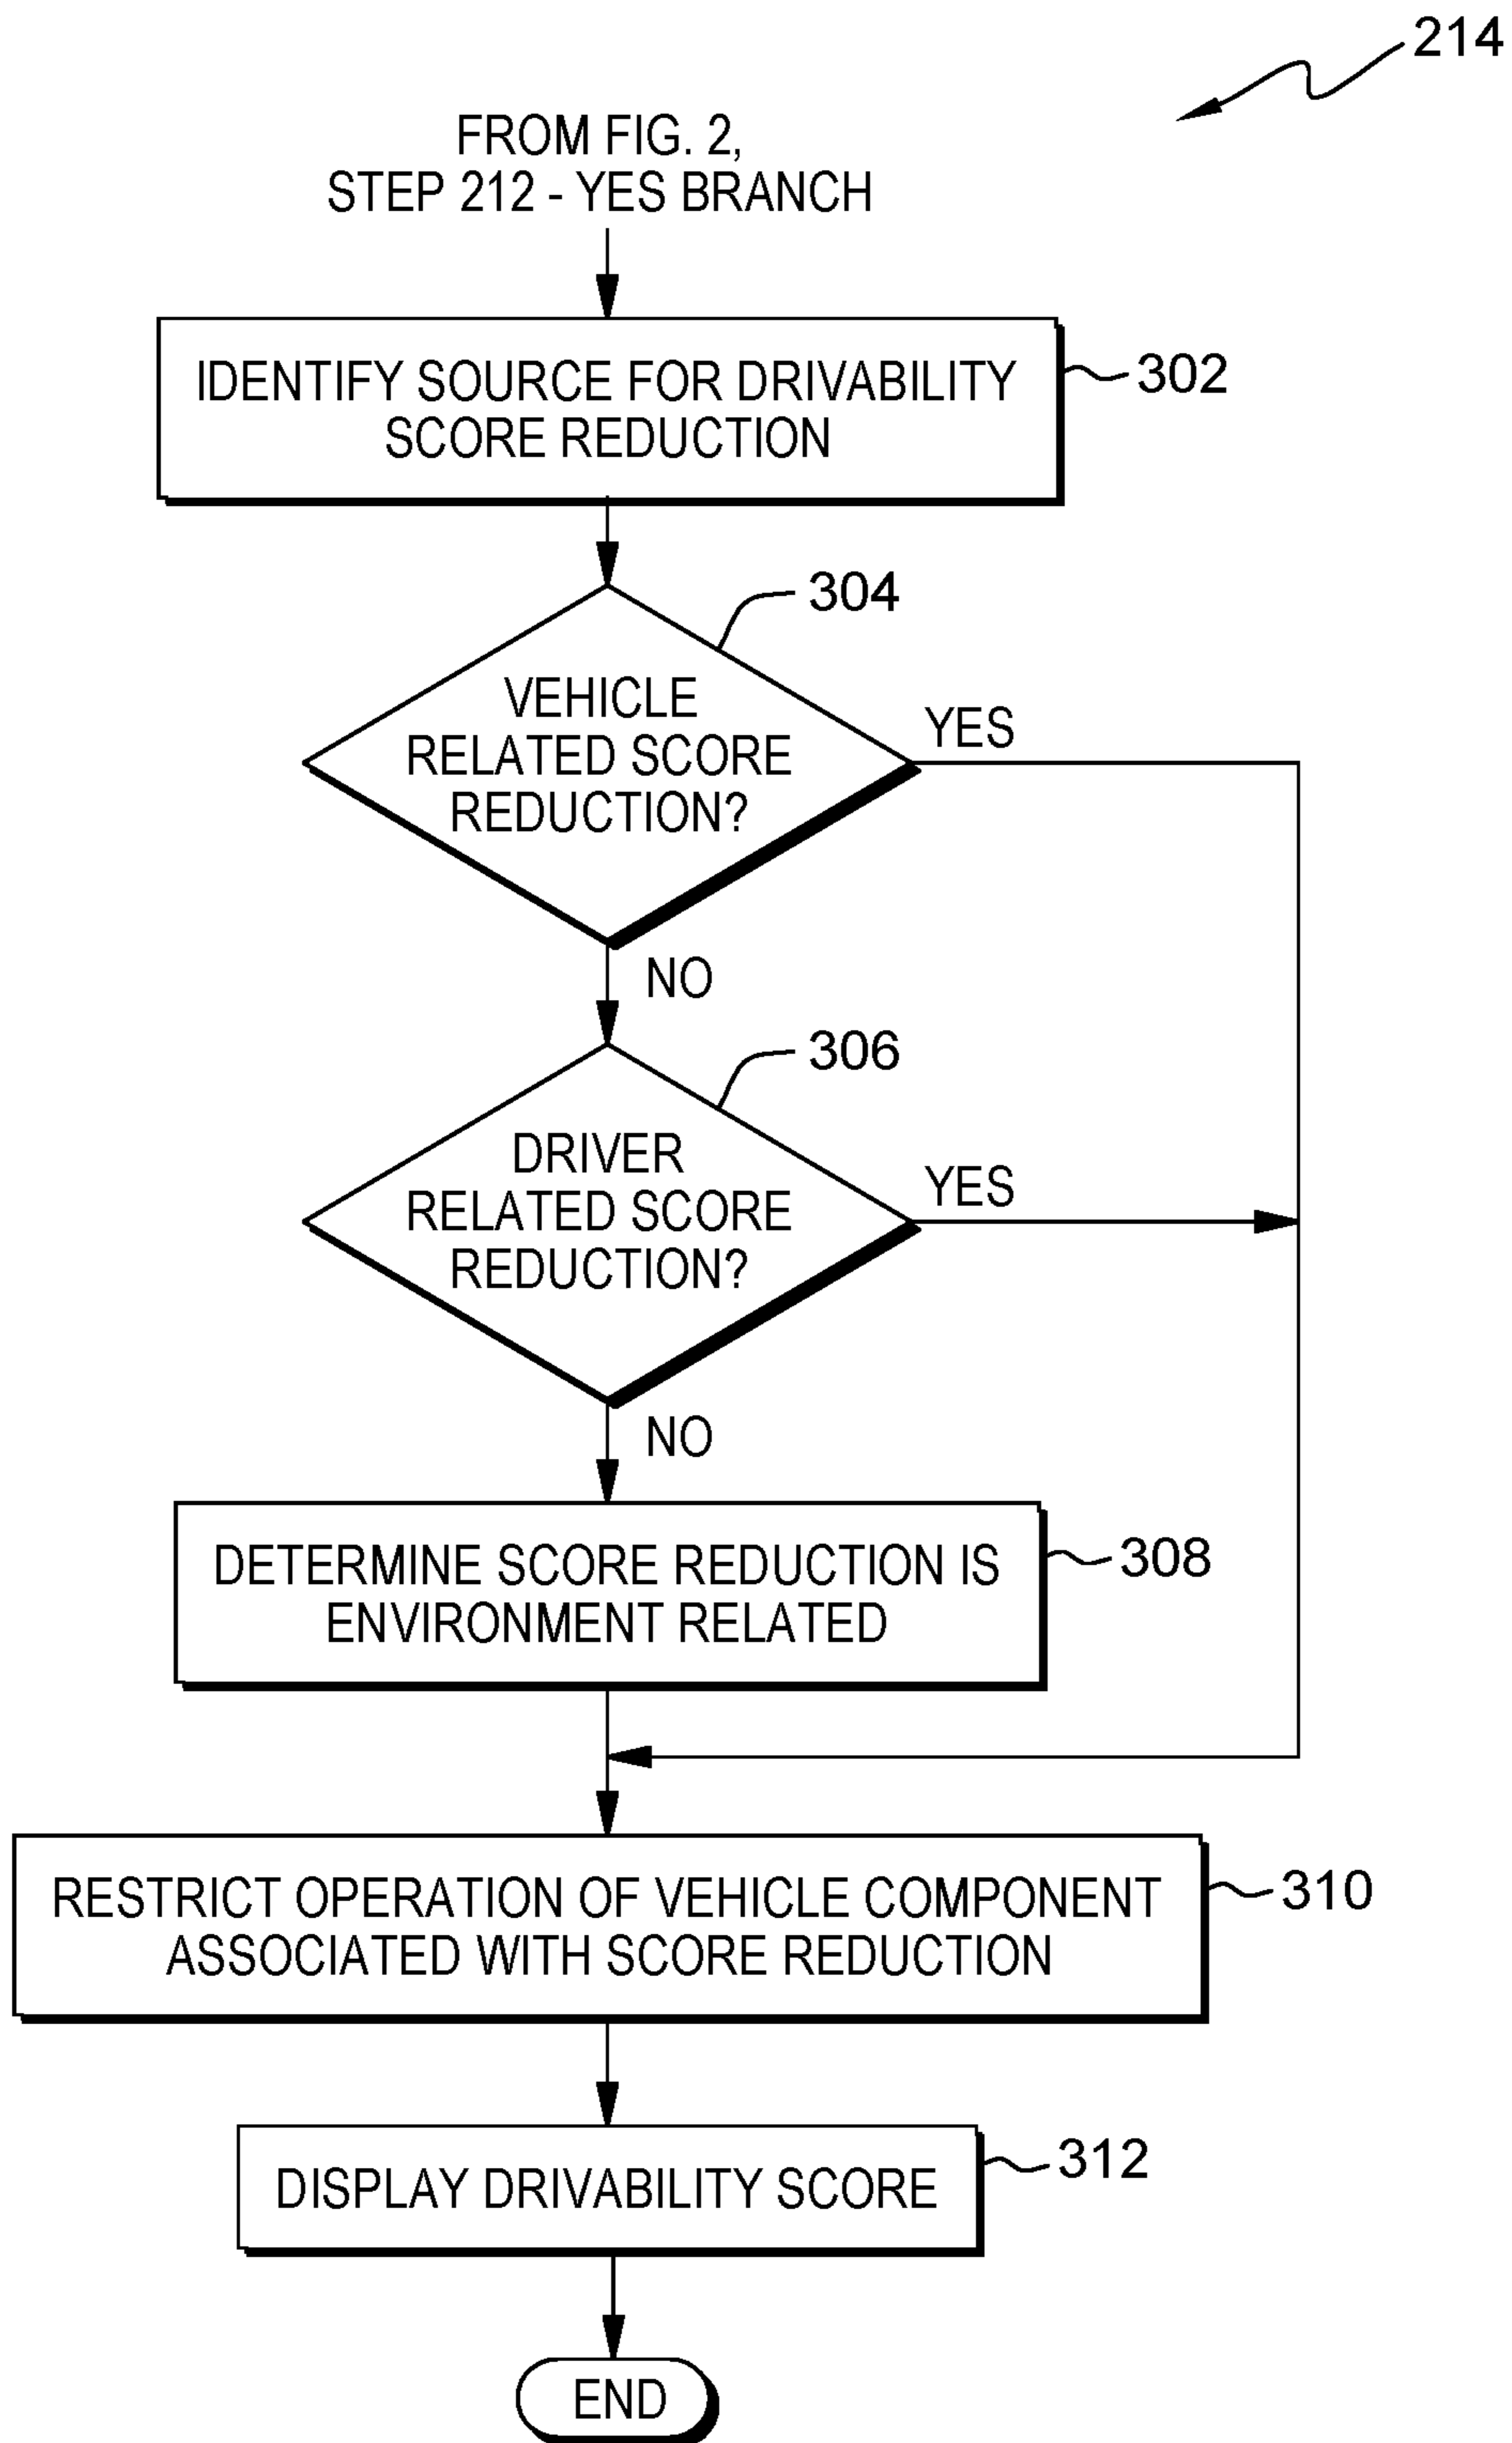 214
FROM FIG. 2,
STEP 212 - YES BRANCH
IDENTIFY SOURCE FOR DRIVABILITY
SCORE REDUCTION
302
304
VEHICLE
RELATED SCORE
REDUCTION?
YES
NO
306
DRIVER
RELATED SCORE
REDUCTION?
YES
NO
DETERMINE SCORE REDUCTION IS
ENVIRONMENT RELATED
308
RESTRICT OPERATION OF VEHICLE COMPONENT
ASSOCIATED WITH SCORE REDUCTION
310
DISPLAY DRIVABILITY SCORE
312
END